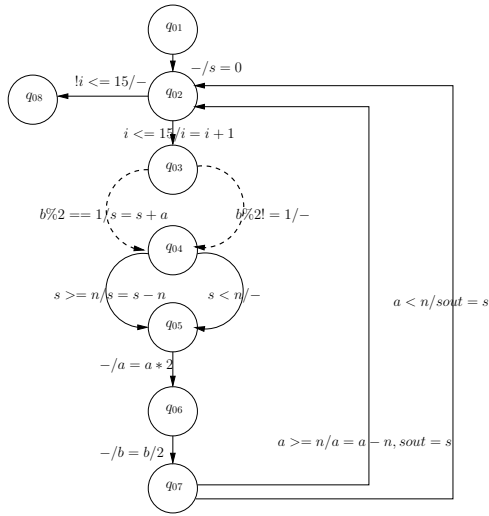 q01
-/s = 0
!i <= 15/-
q08
q02
i <= 15/i = i + 1
q03
b%2 == 1/s = s + a
b%2! = 1/-
q04
s >= n/s = s - n
s < n/-
a < n/sout = s
q05
-/a = a * 2
q06
a >= n/a = a - n, sout = s
-/b = b/2
q07